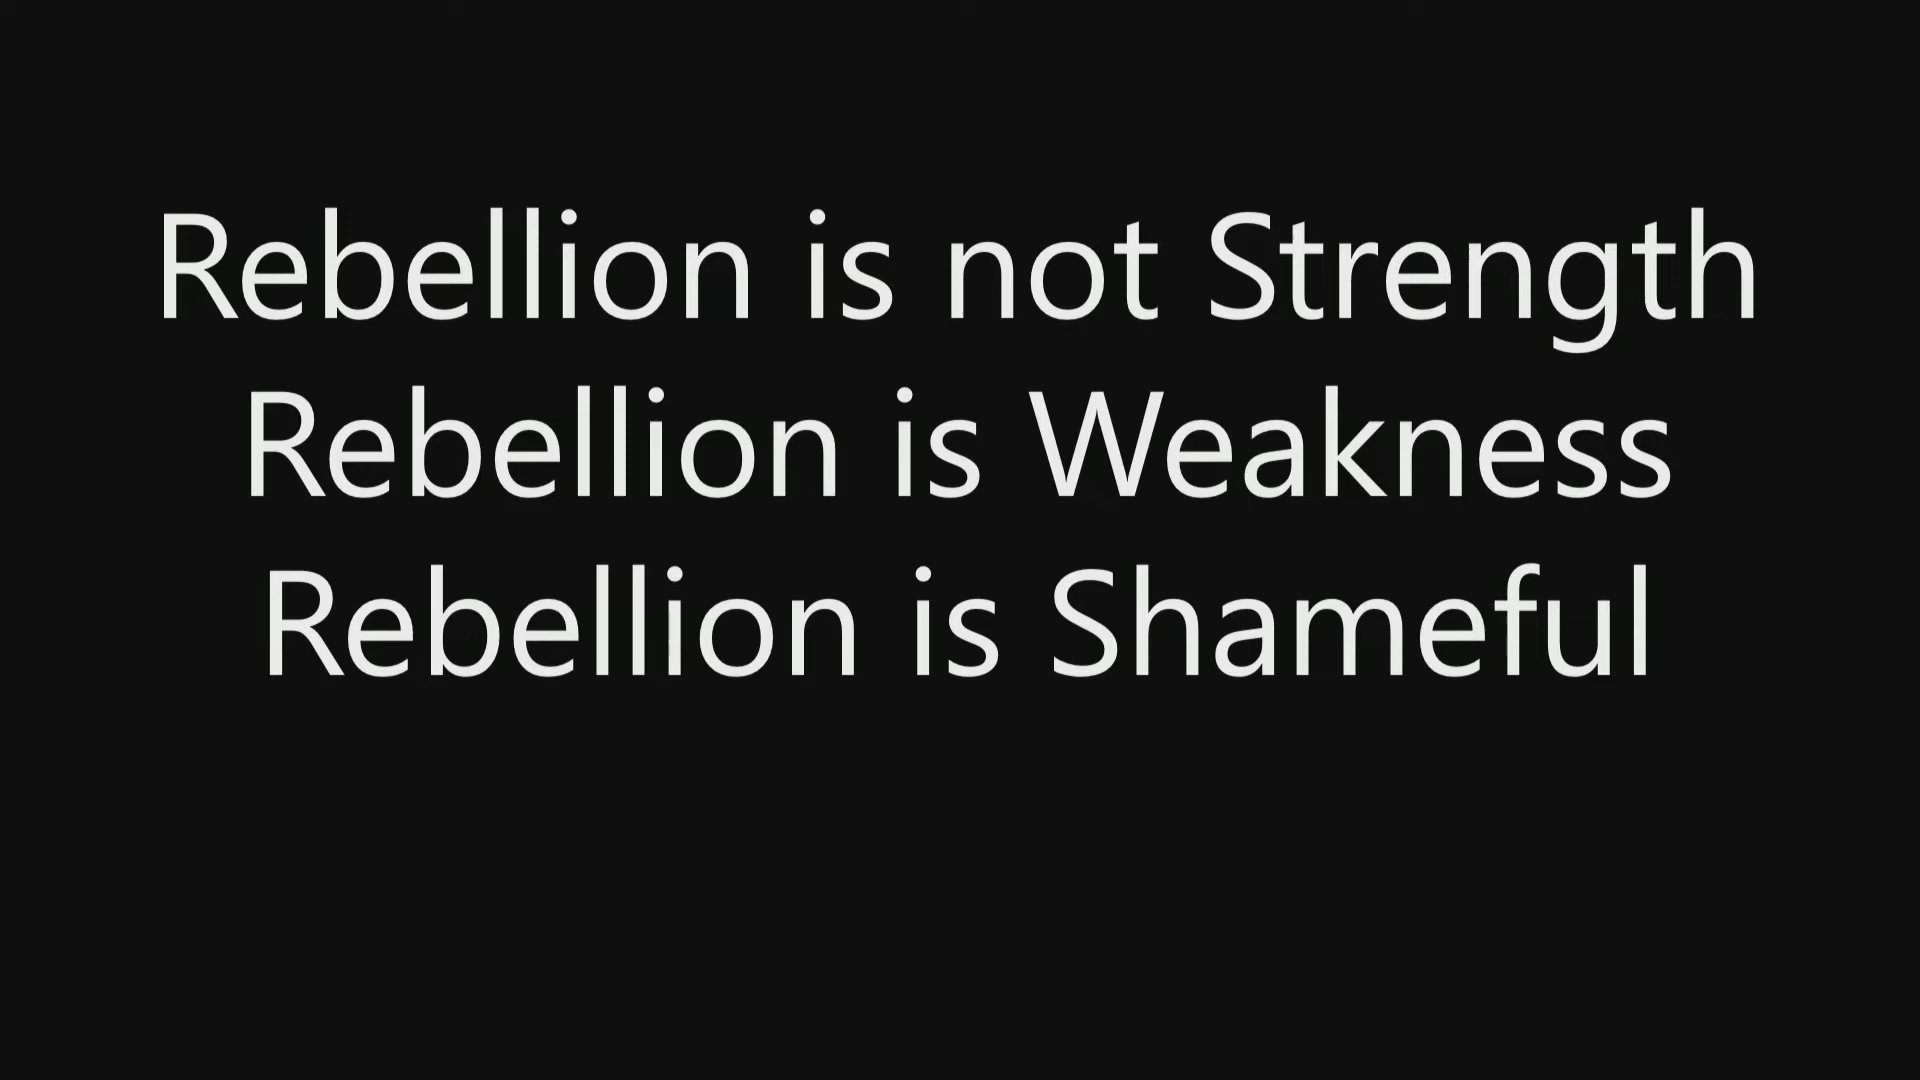 Rebellion is not Strength
Rebellion is Weakness
Rebellion is Shameful